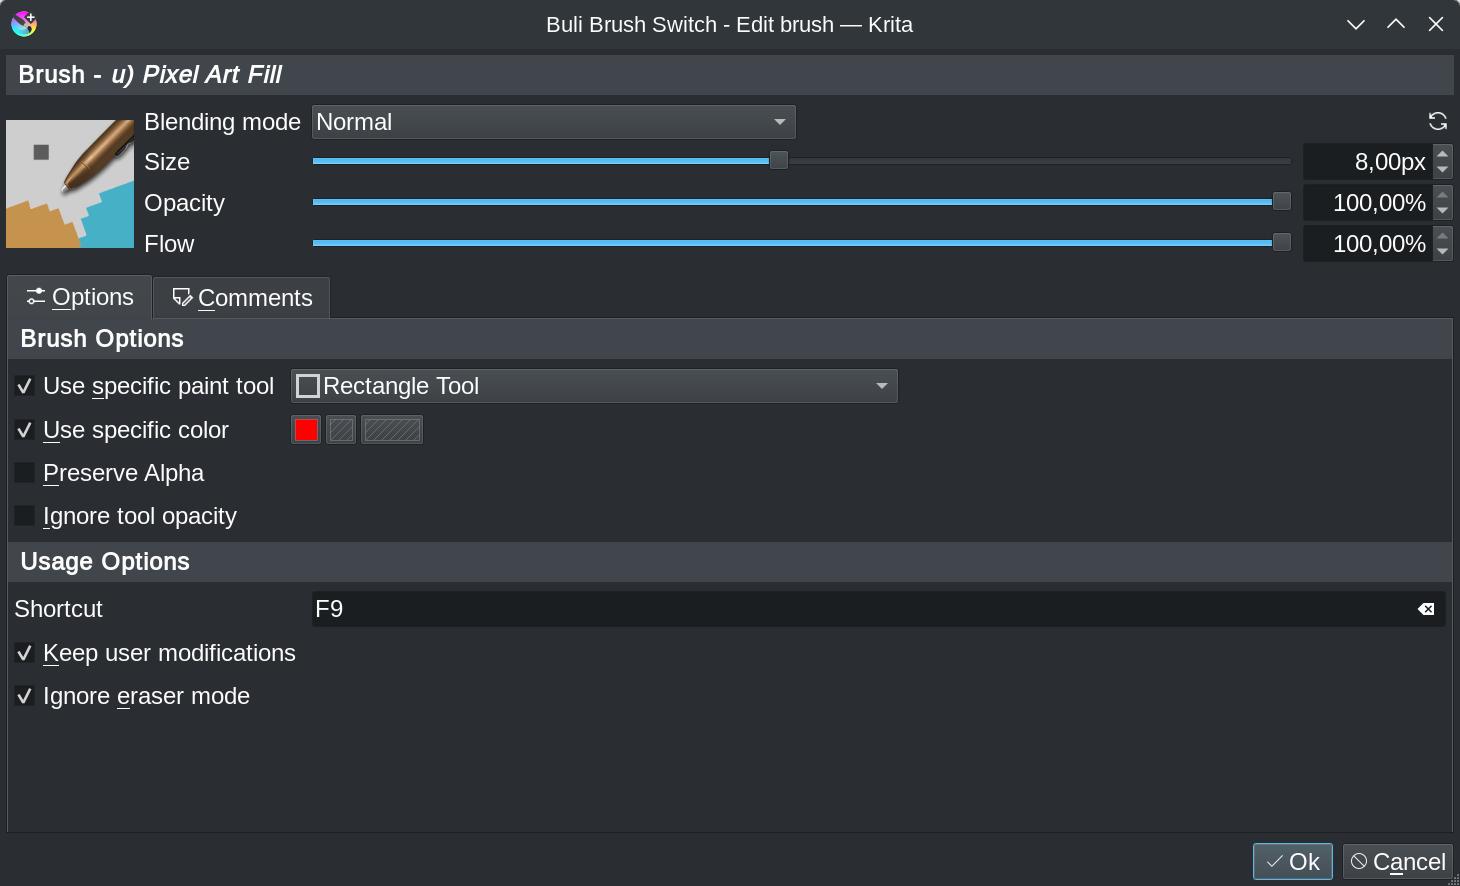 Buli Brush Switch - Edit brush — Krita
Brush - u) Pixel Art Fill
Blending mode Normal
Size 8,00px
Opacity 100,00%
Flow 100,00%
Options Comments
Brush Options
Use specific paint tool Rectangle Tool
Use specific color
Preserve Alpha
Ignore tool opacity
Usage Options
Shortcut F9
Keep user modifications
Ignore eraser mode
Ok Cancel